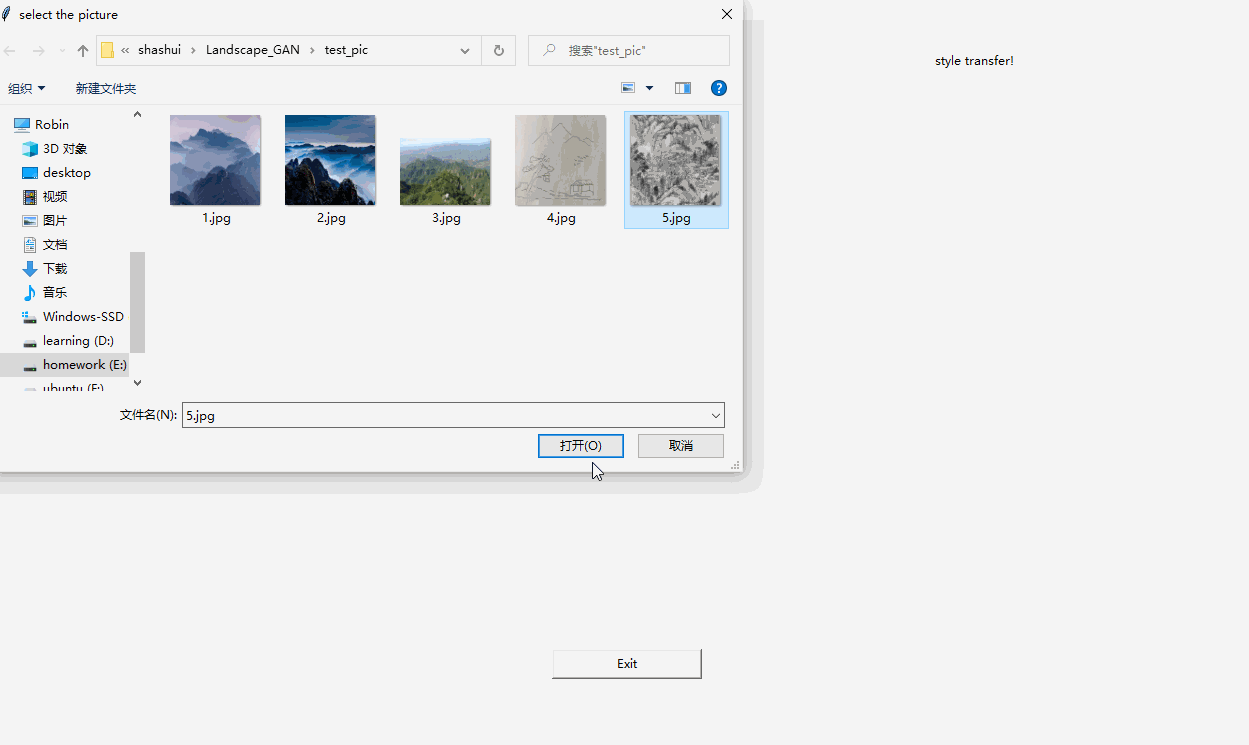 select the picture
« shashui › Landscape_GAN › test_pic
搜索"test_pic"
style transfer!
组织
新建文件夹
Robin
3D 对象
desktop
视频
图片
文档
下载
音乐
Windows-SSD
learning (D:)
homework (E:)
ubuntu (F:)
1.jpg
2.jpg
3.jpg
4.jpg
5.jpg
文件名(N):
5.jpg
打开(O)
取消
Exit